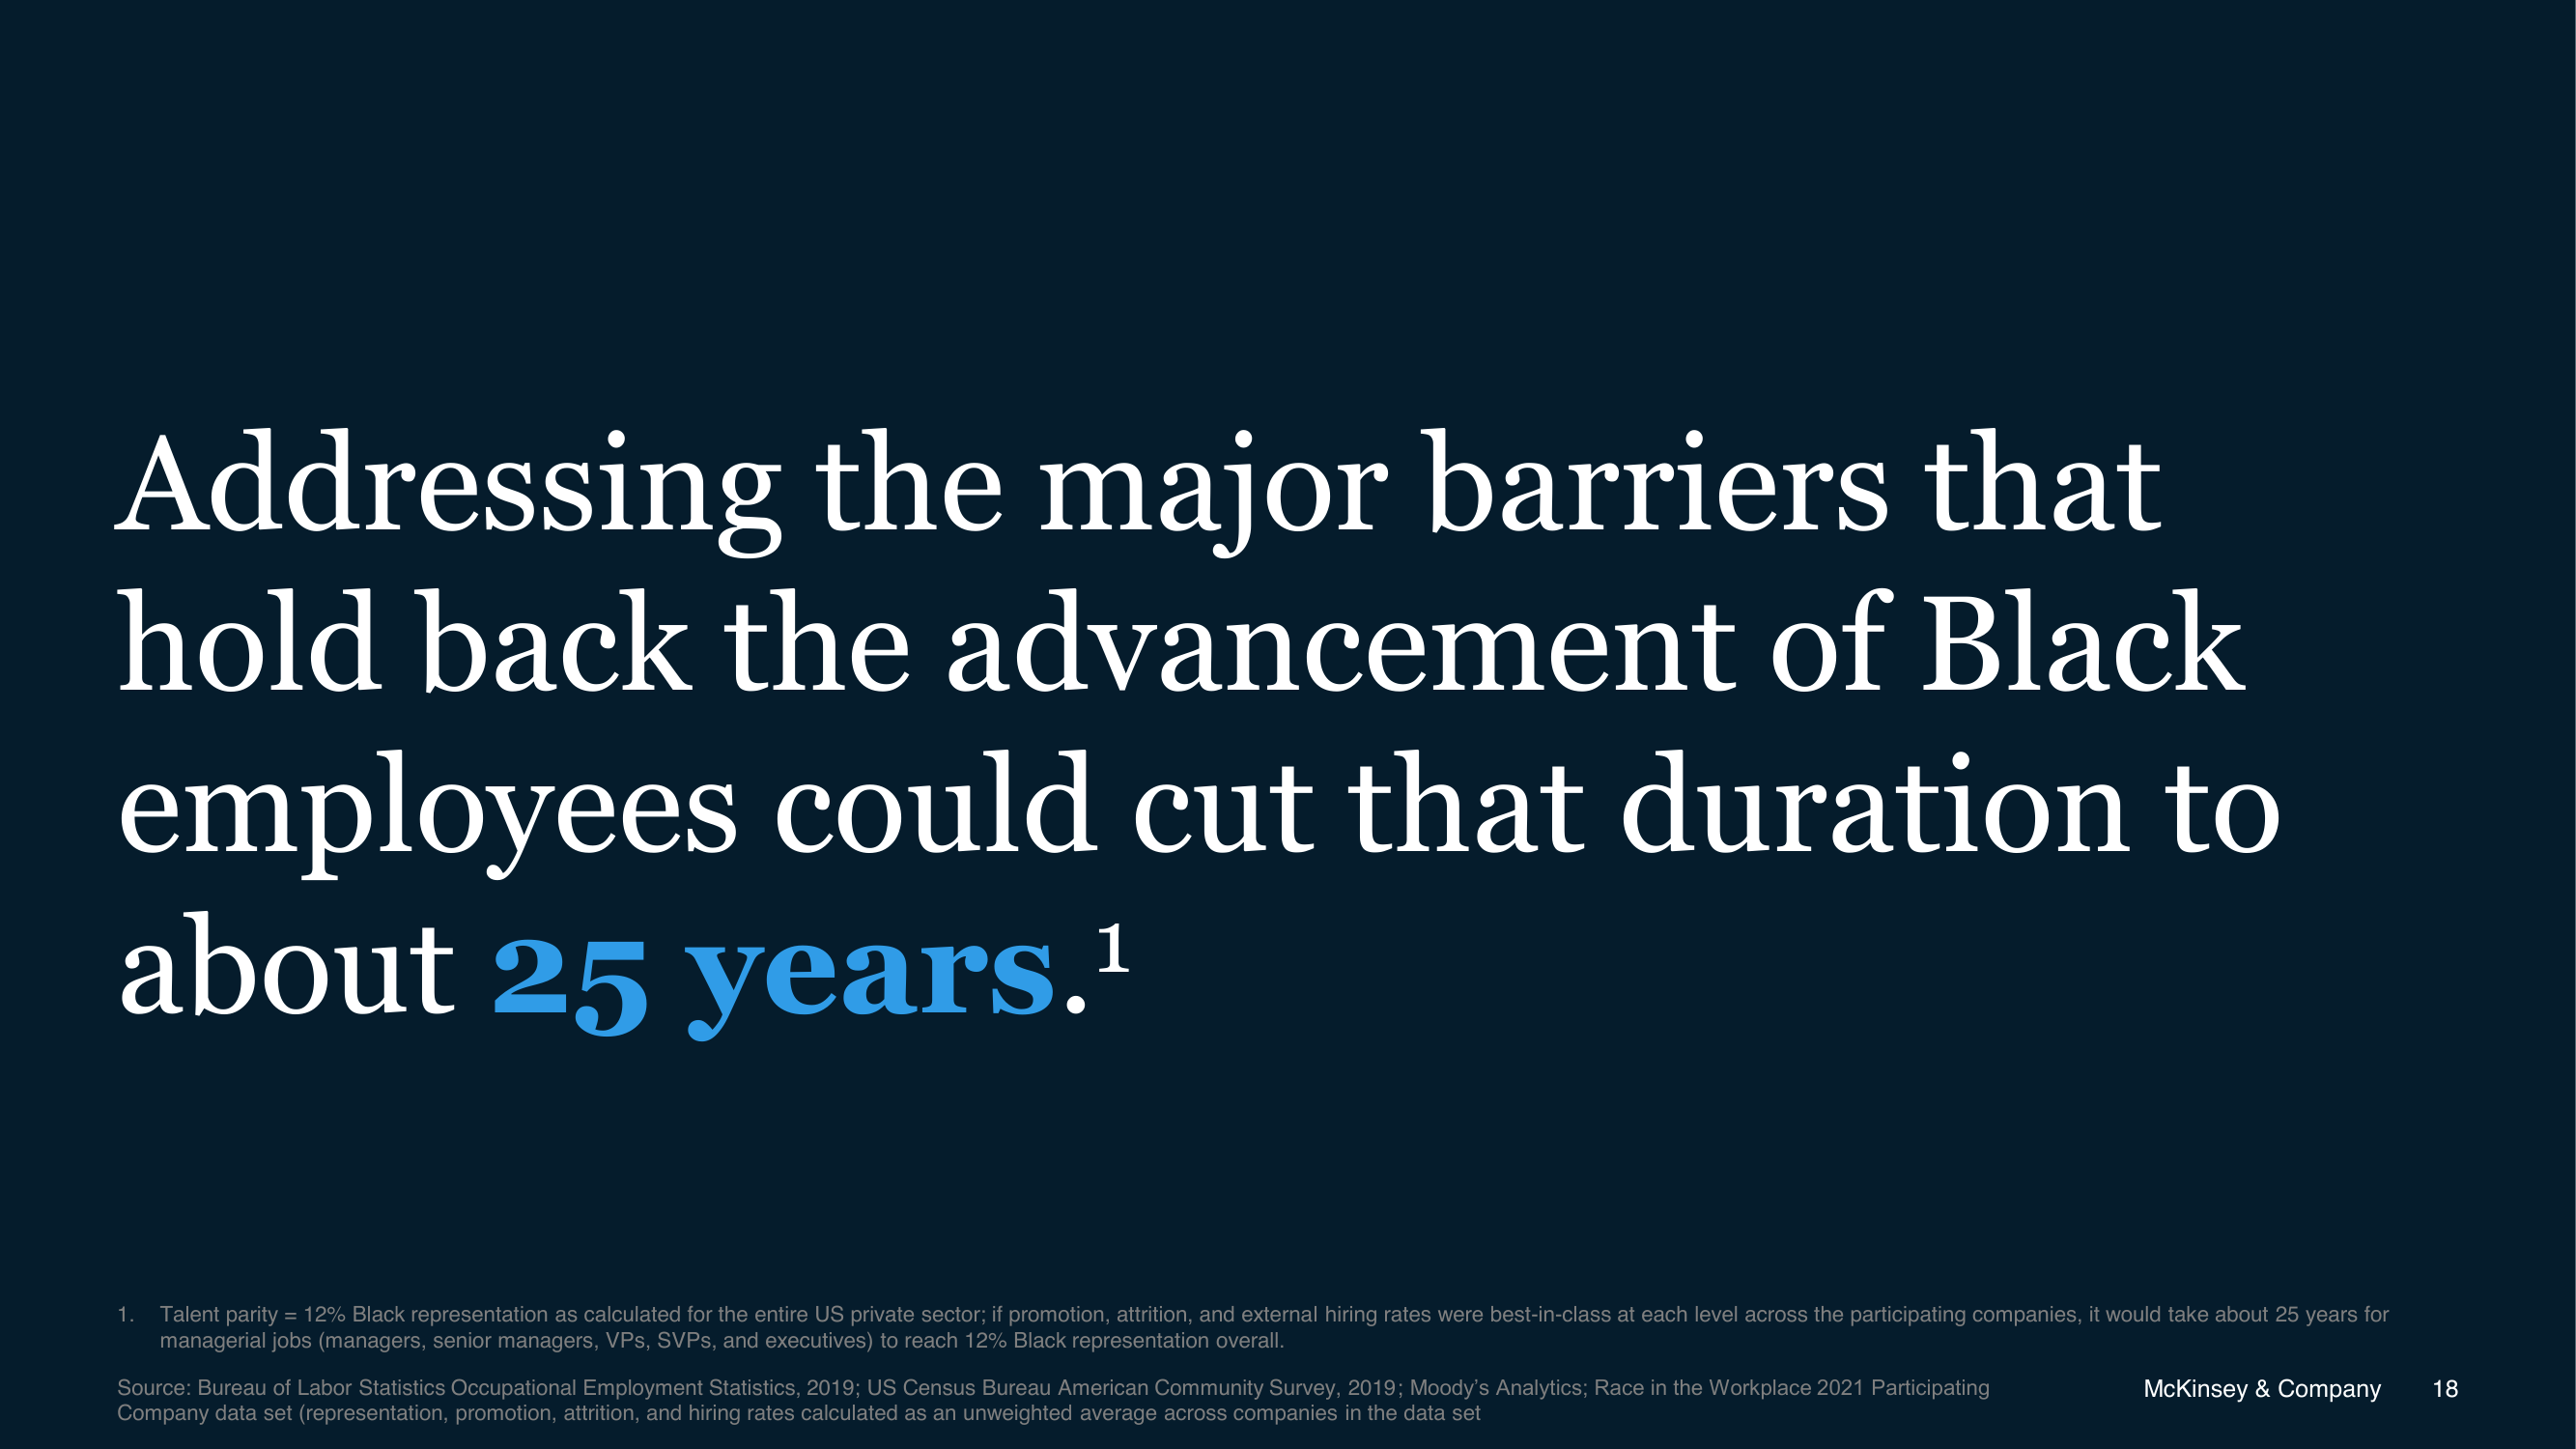 Addressing the major barriers that
hold back the advancement of Black
employees could cut that duration to
about 25 years.¹
1. Talent parity = 12% Black representation as calculated for the entire US private sector; if promotion, attrition, and external hiring rates were best-in-class at each level across the participating companies, it would take about 25 years for
managerial jobs (managers, senior managers, VPs, SVPs, and executives) to reach 12% Black representation overall.
Source: Bureau of Labor Statistics Occupational Employment Statistics, 2019; US Census Bureau American Community Survey, 2019; Moody’s Analytics; Race in the Workplace 2021 Participating
Company data set (representation, promotion, attrition, and hiring rates calculated as an unweighted average across companies in the data set
McKinsey & Company 18